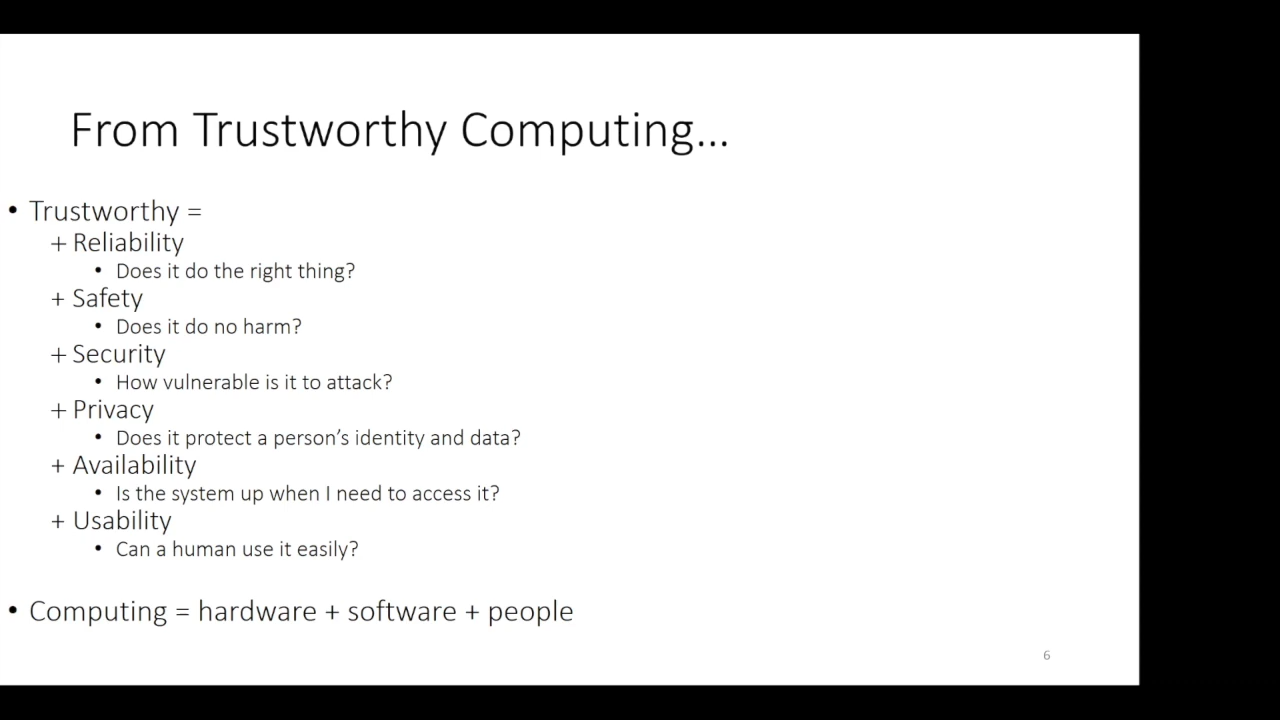 From Trustworthy Computing...
• Trustworthy =
+ Reliability
• Does it do the right thing?
+ Safety
• Does it do no harm?
+ Security
• How vulnerable is it to attack?
+ Privacy
• Does it protect a person’s identity and data?
+ Availability
• Is the system up when I need to access it?
+ Usability
• Can a human use it easily?
• Computing = hardware + software + people
6